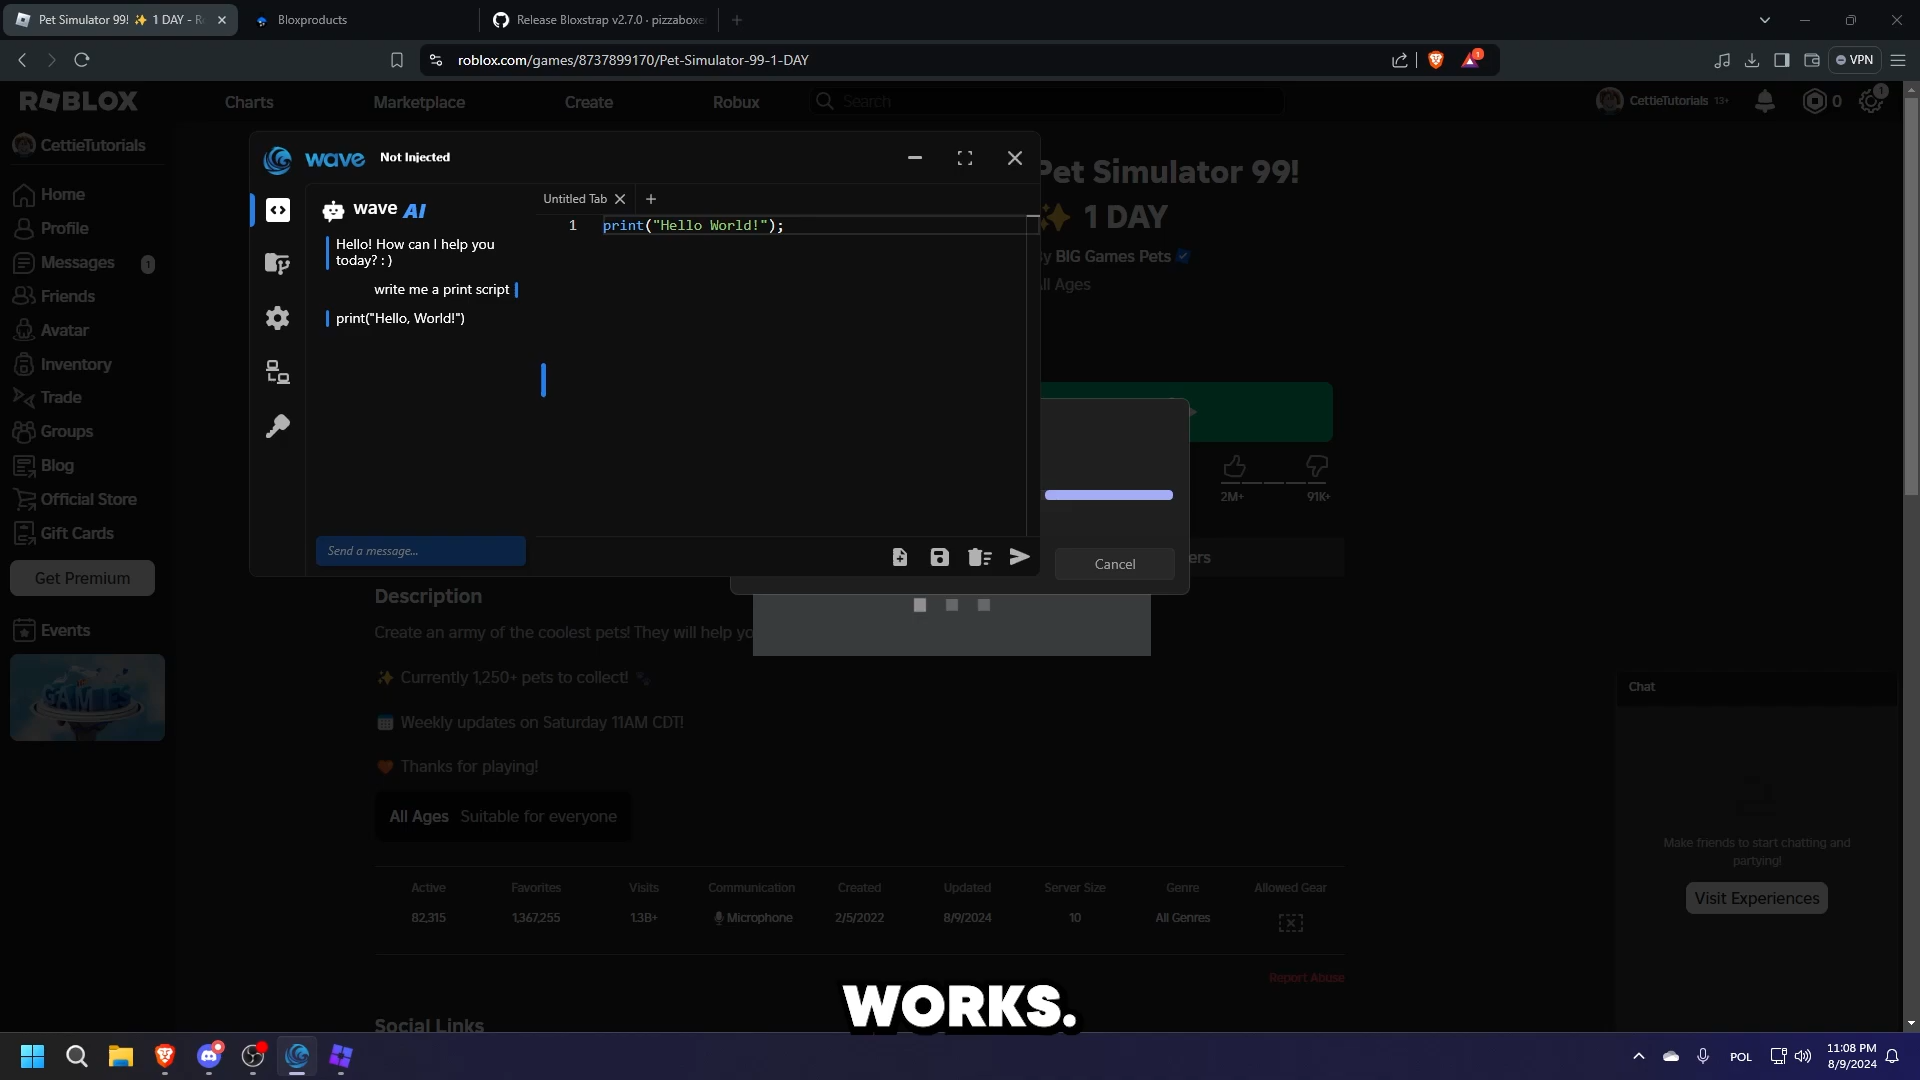 Pet Simulator 99! ✨ 1 DAY - Ro
Bloxproducts
Release Bloxstrap v2.7.0 · pizzaboxe
roblox.com/games/8737899170/Pet-Simulator-99-1-DAY
1
VPN
ROBLOX
Charts
Marketplace
Create
Robux
Search
CettieTutorials 13+
0
1
CettieTutorials
Home
Profile
Messages 1
Friends
Avatar
Inventory
Trade
Groups
Blog
Official Store
Gift Cards
Get Premium
Events
GAMES
wave Not Injected
wave AI
Hello! How can I help you
today? : )
write me a print script
print("Hello, World!")
Send a message...
Untitled Tab
1 print("Hello World!");
Pet Simulator 99!
✨ 1 DAY
By BIG Games Pets
All Ages
2M+ 91K+
Cancel
Description
Create an army of the coolest pets! They will help yo
✨ Currently 1,250+ pets to collect! 🐾
🗓️ Weekly updates on Saturday 11AM CDT!
❤️ Thanks for playing!
All Ages Suitable for everyone
Active Favorites Visits Communication Created Updated Server Size Genre Allowed Gear
82,315 1,367,255 1.3B+ Microphone 2/5/2022 8/9/2024 10 All Genres
Report Abuse
Social Links
Chat
Make friends to start chatting and
partying!
Visit Experiences
WORKS.
POL
11:08 PM
8/9/2024